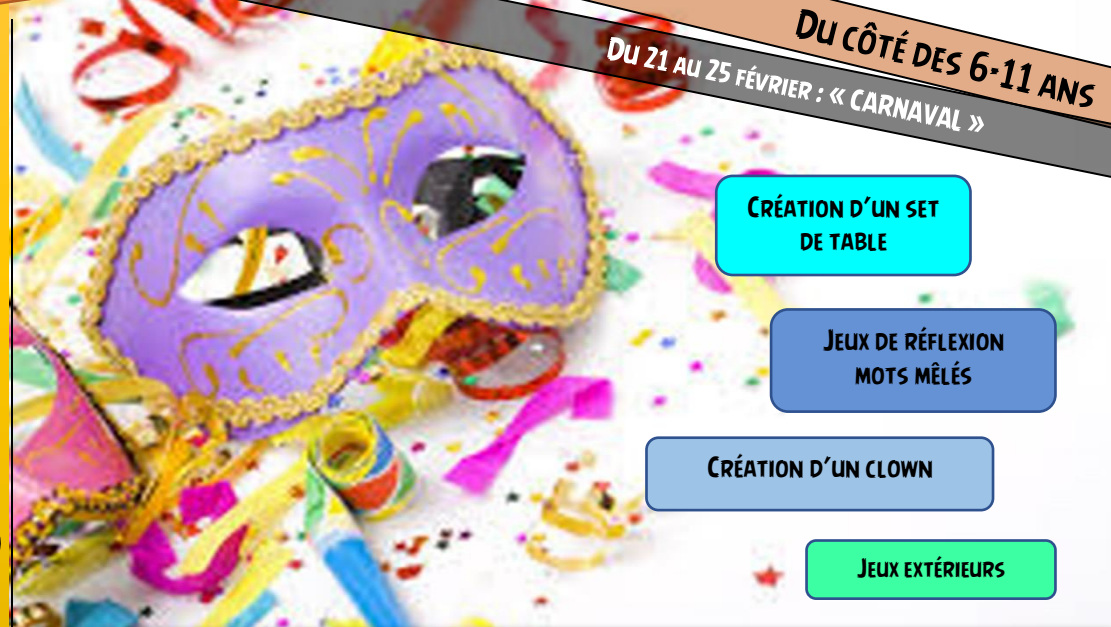 Du côté des 6-11 ans
Du 21 au 25 février : « CARNAVAL »
Création d'un set
de table
Jeux de réflexion
mots mêlés
Création d'un clown
Jeux extérieurs